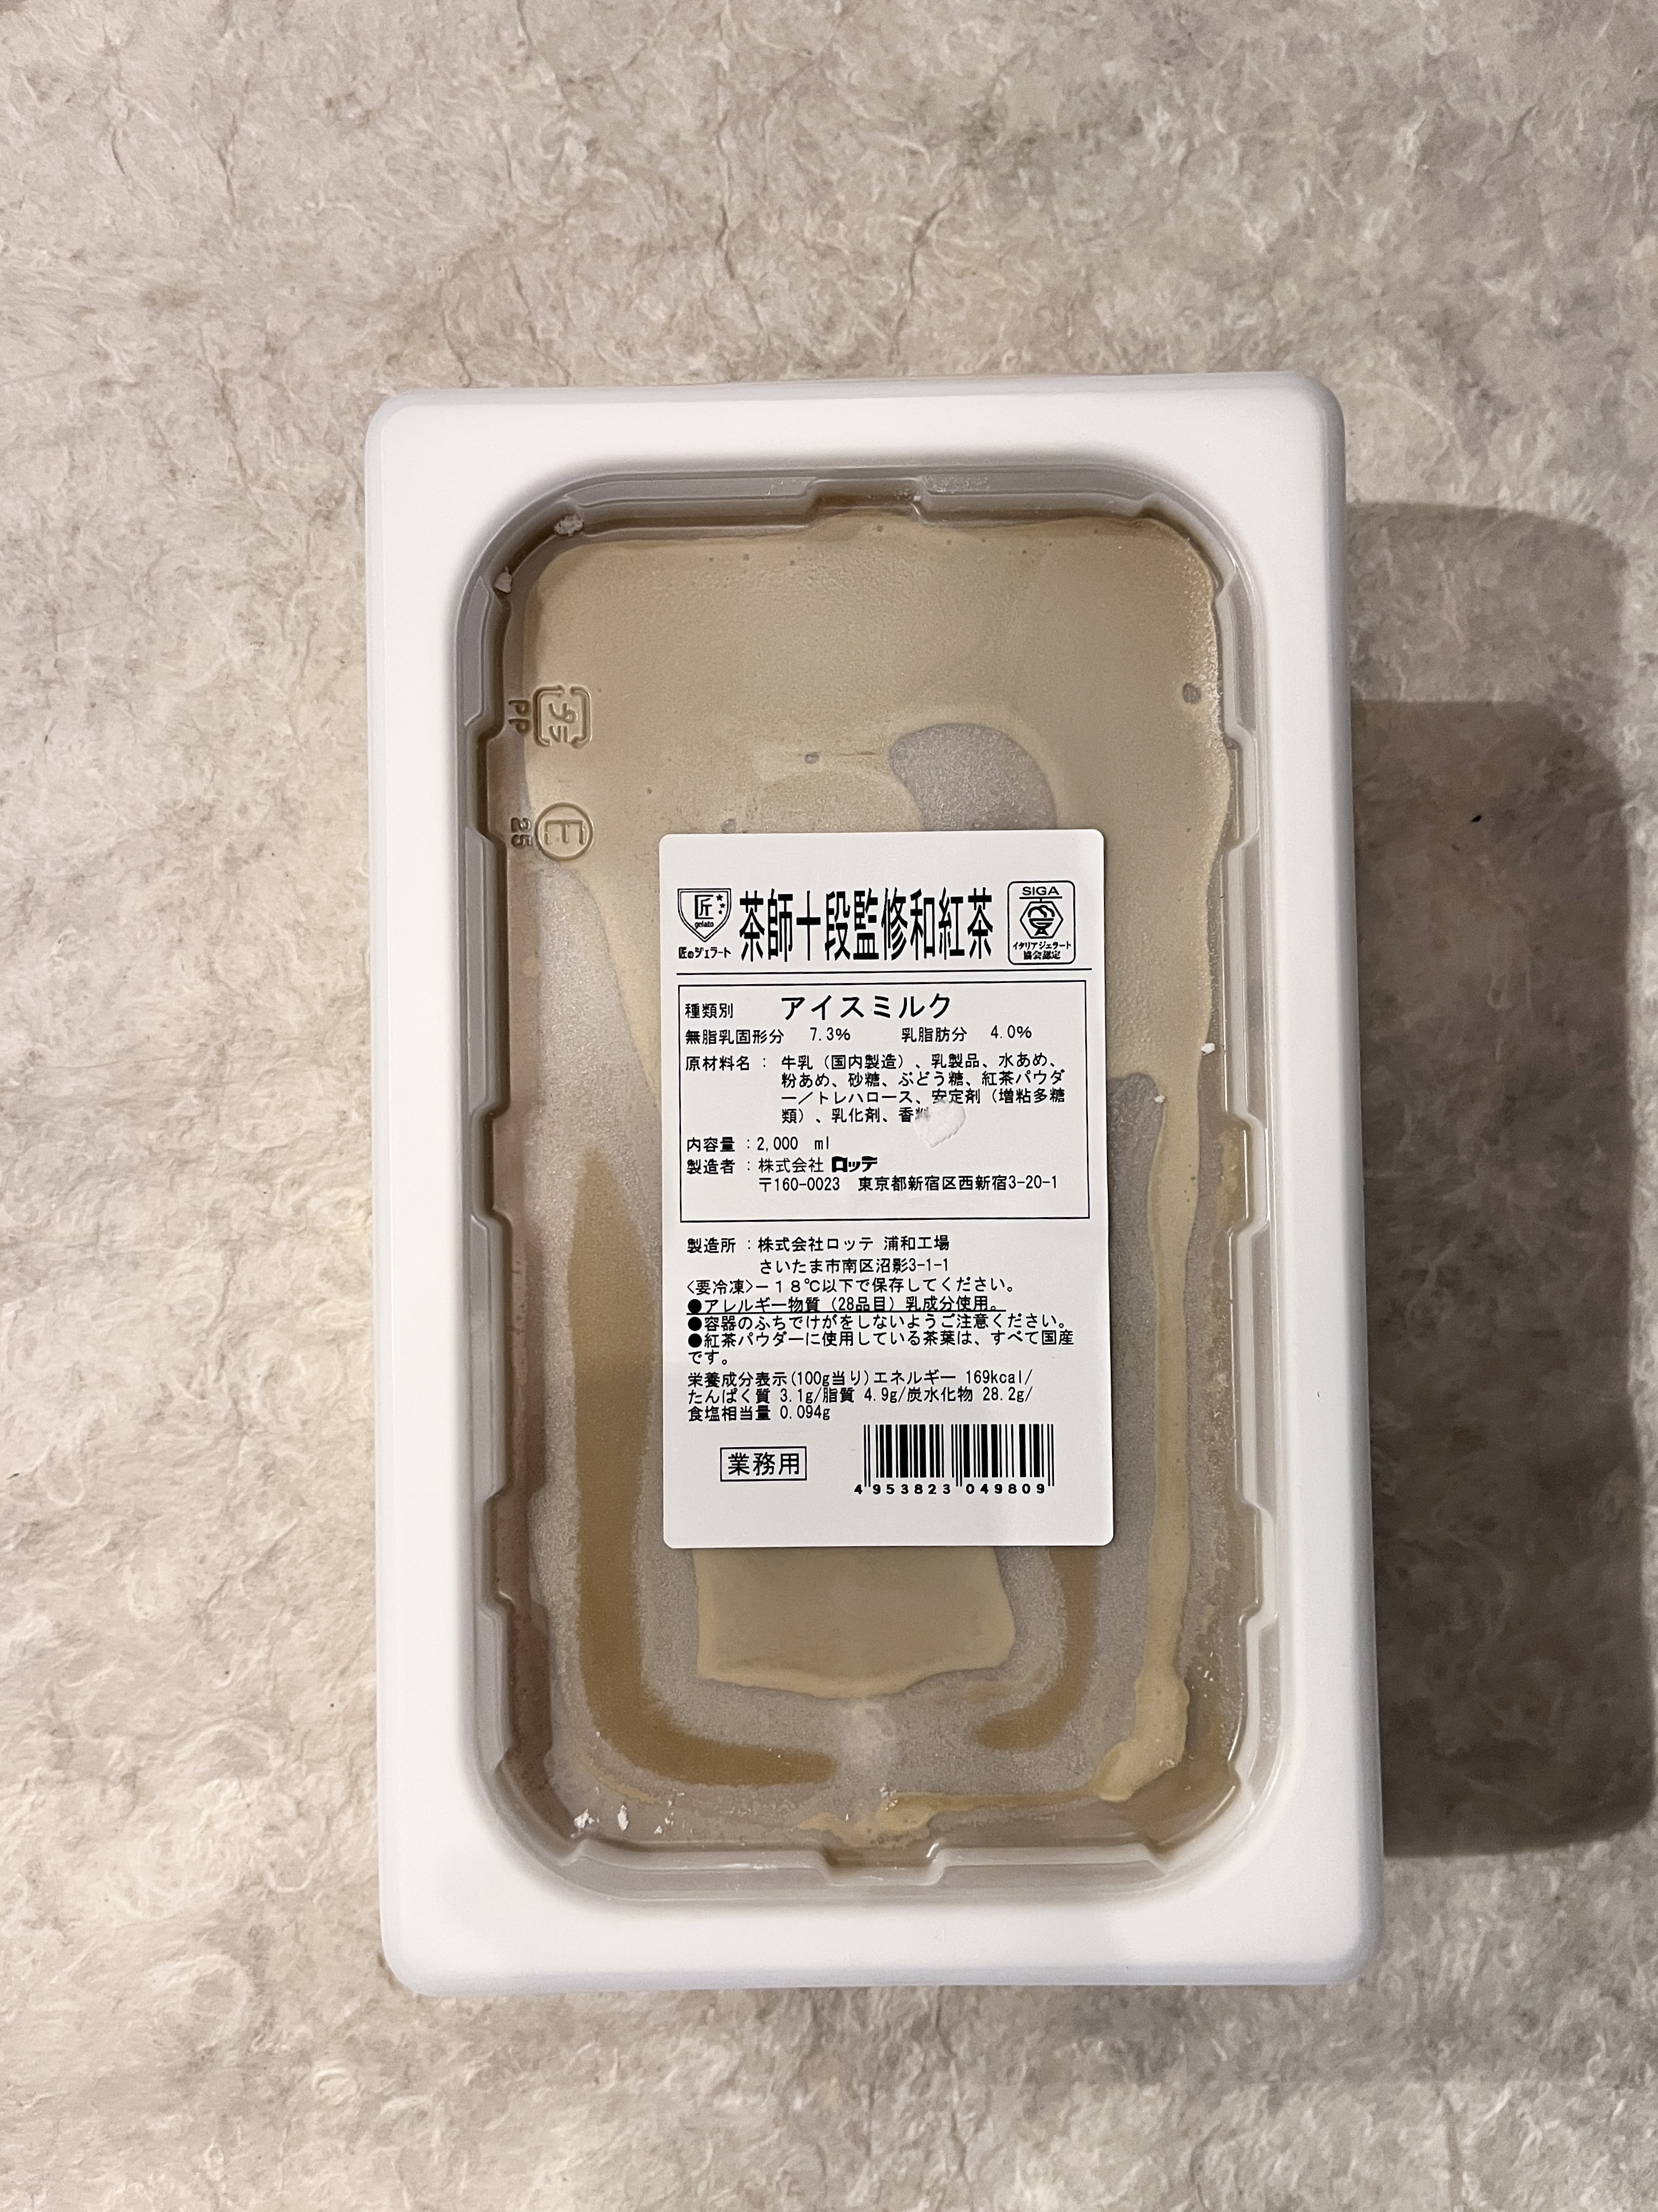 プラ
PP
E
25
匠
gelato
匠のジェラート
茶師十段監修和紅茶
SIGA
イタリアジェラート
協会認定
種類別 アイスミルク
無脂乳固形分 7.3% 乳脂肪分 4.0%
原材料名 : 牛乳(国内製造)、乳製品、水あめ、
粉あめ、砂糖、ぶどう糖、紅茶パウダ
ー/トレハロース、安定剤(増粘多糖
類)、乳化剤、香料
内容量 : 2,000 ml
製造者 : 株式会社 ロッテ
〒160-0023 東京都新宿区西新宿3-20-1
製造所 : 株式会社ロッテ 浦和工場
さいたま市南区沼影3-1-1
<要冷凍>-18℃以下で保存してください。
●アレルギー物質(28品目)乳成分使用。
●容器のふちでけがをしないようご注意ください。
●紅茶パウダーに使用している茶葉は、すべて国産
です。
栄養成分表示(100g当り)エネルギー 169kcal/
たんぱく質 3.1g/脂質 4.9g/炭水化物 28.2g/
食塩相当量 0.094g
業務用
4 953823 049809